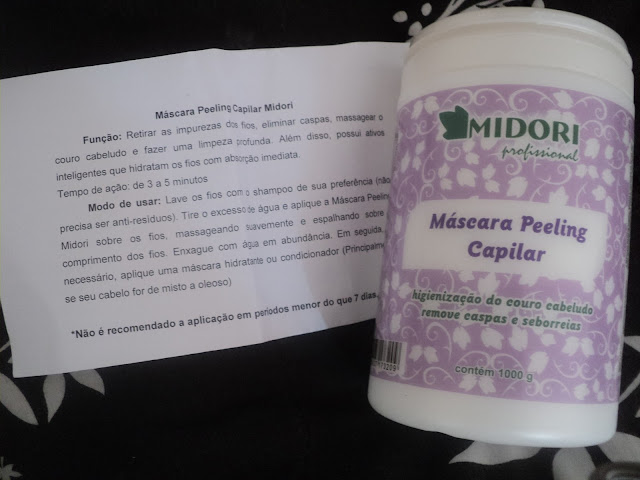 Máscara Peeling Capilar Midori
Função: Retirar as impurezas dos fios, eliminar caspas, massagear o
couro cabeludo e fazer uma limpeza profunda. Além disso, possui ativos
inteligentes que hidratam os fios com absorção imediata.
Tempo de ação: de 3 a 5 minutos
Modo de usar: Lave os fios com o shampoo de sua preferência (não
precisa ser anti-resíduos). Tire o excesso de água e aplique a Máscara Peeling
Midori sobre os fios, massageando suavemente e espalhando sobre
comprimento dos fios. Enxague com água em abundância. Em seguida,
necessário, aplique uma máscara hidratante ou condicionador
se seu cabelo for de misto a oleoso)
*Não é recomendado a aplicação em períodos menor do que 7 dias
MIDORI
profissional
Máscara Peeling
Capilar
higienização do couro cabeludo
remove caspas e seborreias
contém 1000 g